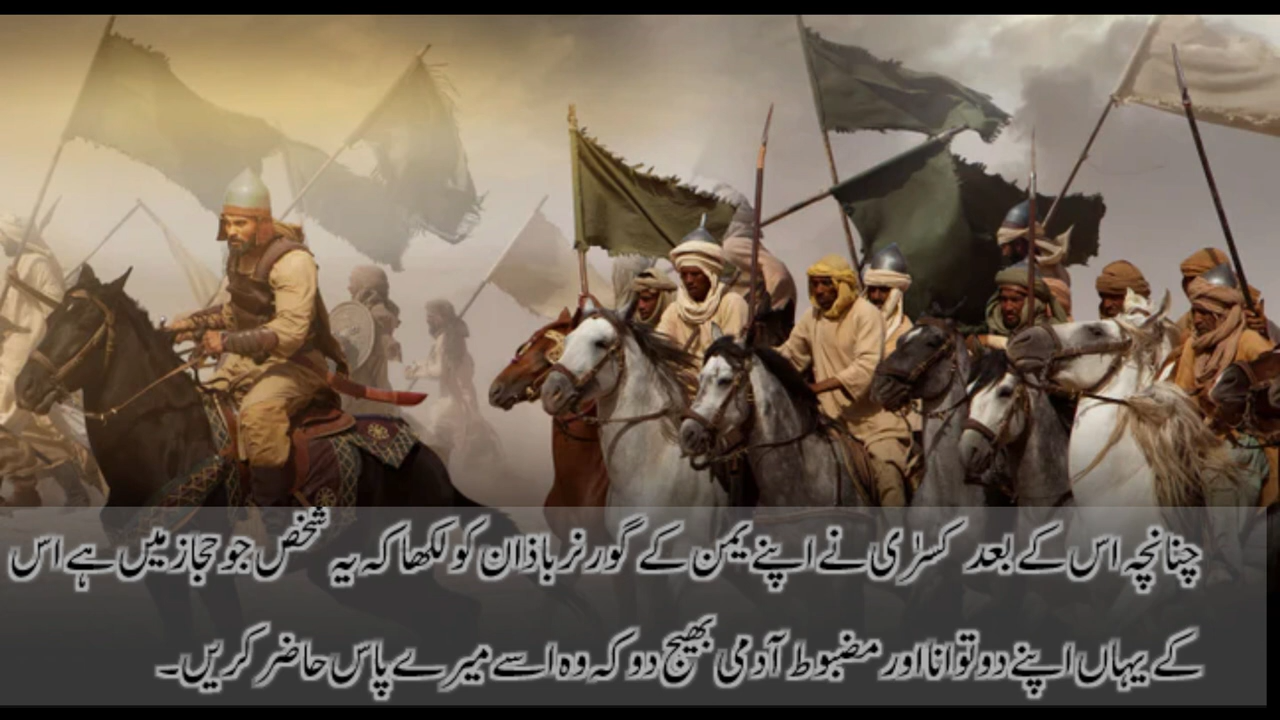 چنانچہ اس کے بعد کسرٰی نے اپنے یمن کے گورنر باذان کو لکھا کہ یہ شخص جو حجاز میں ہے اس
کے یہاں اپنے دو توانا اور مضبوط آدمی بھیج دو کہ وہ اسے میرے پاس حاضر کریں۔